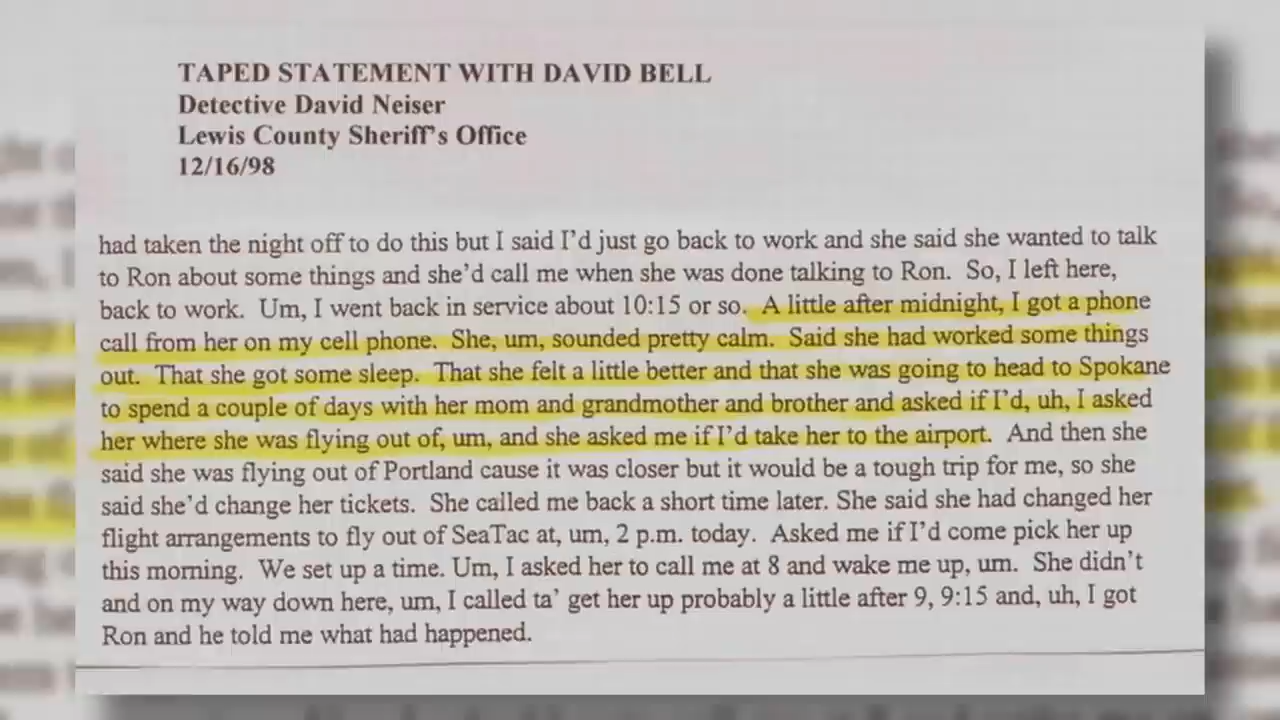 TAPED STATEMENT WITH DAVID BELL
Detective David Neiser
Lewis County Sheriff's Office
12/16/98
had taken the night off to do this but I said I'd just go back to work and she said she wanted to talk
to Ron about some things and she'd call me when she was done talking to Ron.  So, I left here,
back to work.  Um, I went back in service about 10:15 or so.  A little after midnight, I got a phone
call from her on my cell phone.  She, um, sounded pretty calm.  Said she had worked some things
out.  That she got some sleep.  That she felt a little better and that she was going to head to Spokane
to spend a couple of days with her mom and grandmother and brother and asked if I'd, uh, I asked
her where she was flying out of, um, and she asked me if I'd take her to the airport.  And then she
said she was flying out of Portland cause it was closer but it would be a tough trip for me, so she
said she'd change her tickets.  She called me back a short time later. She said she had changed her
flight arrangements to fly out of SeaTac at, um, 2 p.m. today.  Asked me if I'd come pick her up
this morning.  We set up a time. Um, I asked her to call me at 8 and wake me up, um.  She didn't
and on my way down here, um, I called ta' get her up probably a little after 9, 9:15 and, uh, I got
Ron and he told me what had happened.